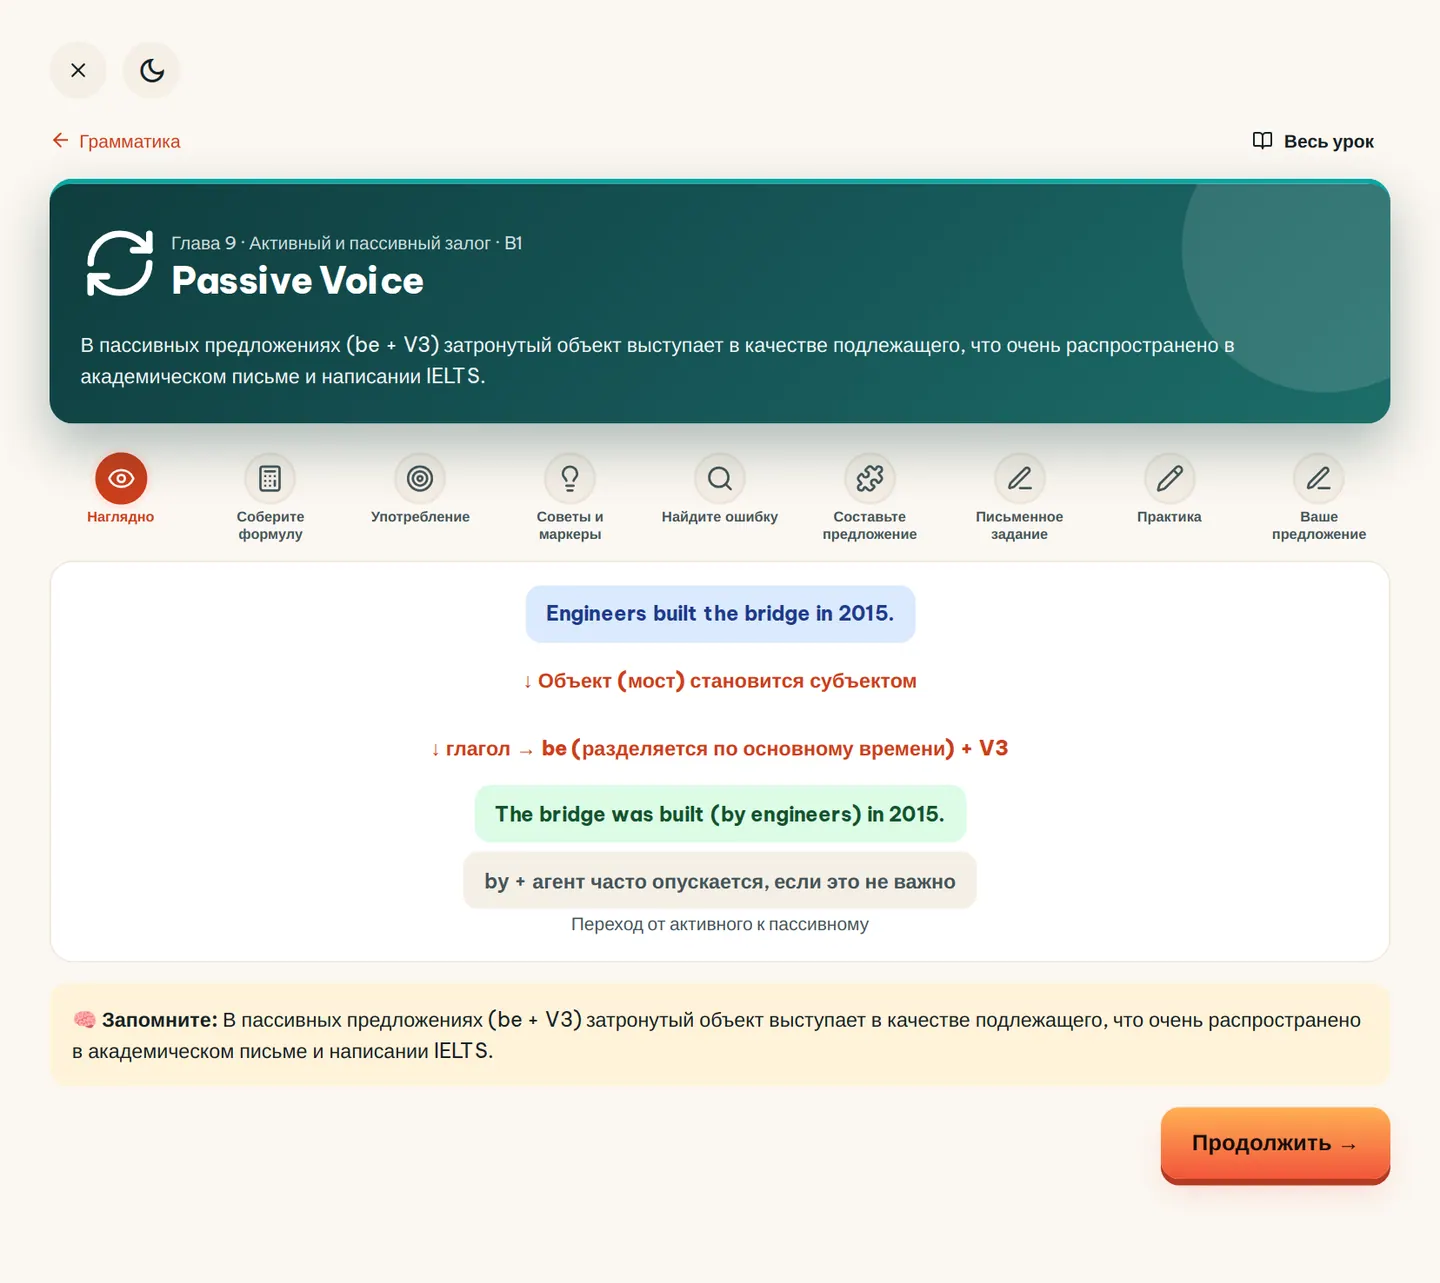 ← Грамматика
Весь урок
Глава 9 · Активный и пассивный залог · B1
Passive Voice
В пассивных предложениях (be + V3) затронутый объект выступает в качестве подлежащего, что очень распространено в
академическом письме и написании IELTS.
Наглядно
Соберите
формулу
Употребление
Советы и
маркеры
Найдите ошибку
Составьте
предложение
Письменное
задание
Практика
Ваше
предложение
Engineers built the bridge in 2015.
↓ Объект (мост) становится субъектом
↓ глагол → be (разделяется по основному времени) + V3
The bridge was built (by engineers) in 2015.
by + агент часто опускается, если это не важно
Переход от активного к пассивному
🧠 Запомните: В пассивных предложениях (be + V3) затронутый объект выступает в качестве подлежащего, что очень распространено
в академическом письме и написании IELTS.
Продолжить →